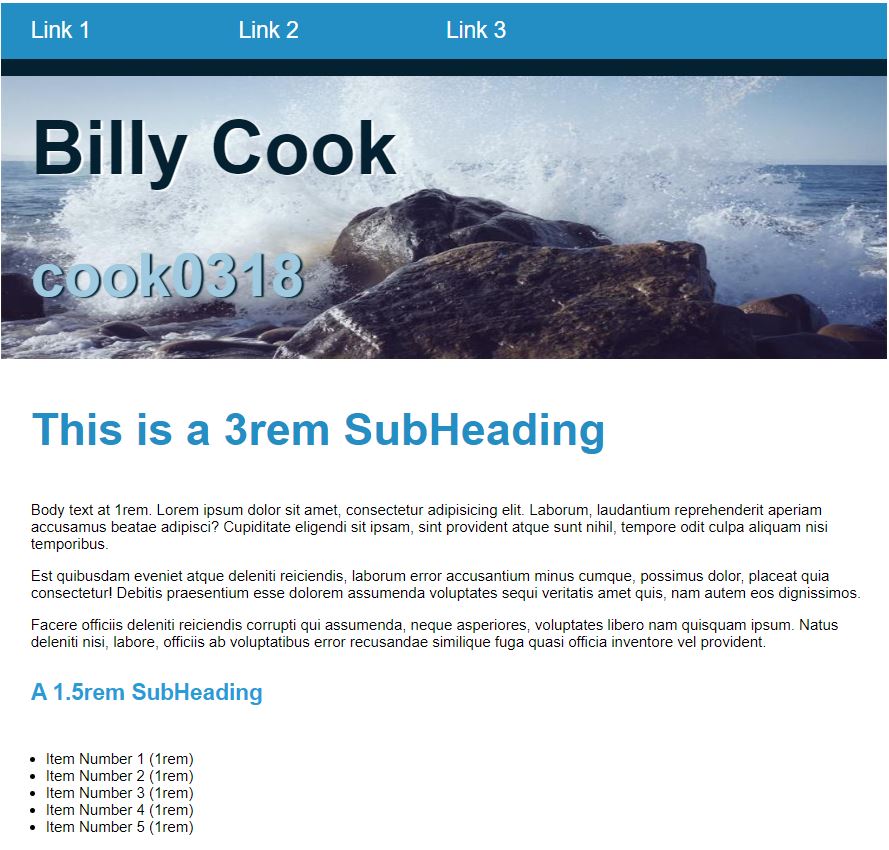 Link 1 Link 2 Link 3
Billy Cook
cook0318
This is a 3rem SubHeading
Body text at 1rem. Lorem ipsum dolor sit amet, consectetur adipisicing elit. Laborum, laudantium reprehenderit aperiam
accusamus beatae adipisci? Cupiditate eligendi sit ipsam, sint provident atque sunt nihil, tempore odit culpa aliquam nisi
temporibus.
Est quibusdam eveniet atque deleniti reiciendis, laborum error accusantium minus cumque, possimus dolor, placeat quia
consectetur! Debitis praesentium esse dolorem assumenda voluptates sequi veritatis amet quis, nam autem eos dignissimos.
Facere officiis deleniti reiciendis corrupti qui assumenda, neque asperiores, voluptates libero nam quisquam ipsum. Natus
deleniti nisi, labore, officiis ab voluptatibus error recusandae similique fuga quasi officia inventore vel provident.
A 1.5rem SubHeading
• Item Number 1 (1rem)
• Item Number 2 (1rem)
• Item Number 3 (1rem)
• Item Number 4 (1rem)
• Item Number 5 (1rem)